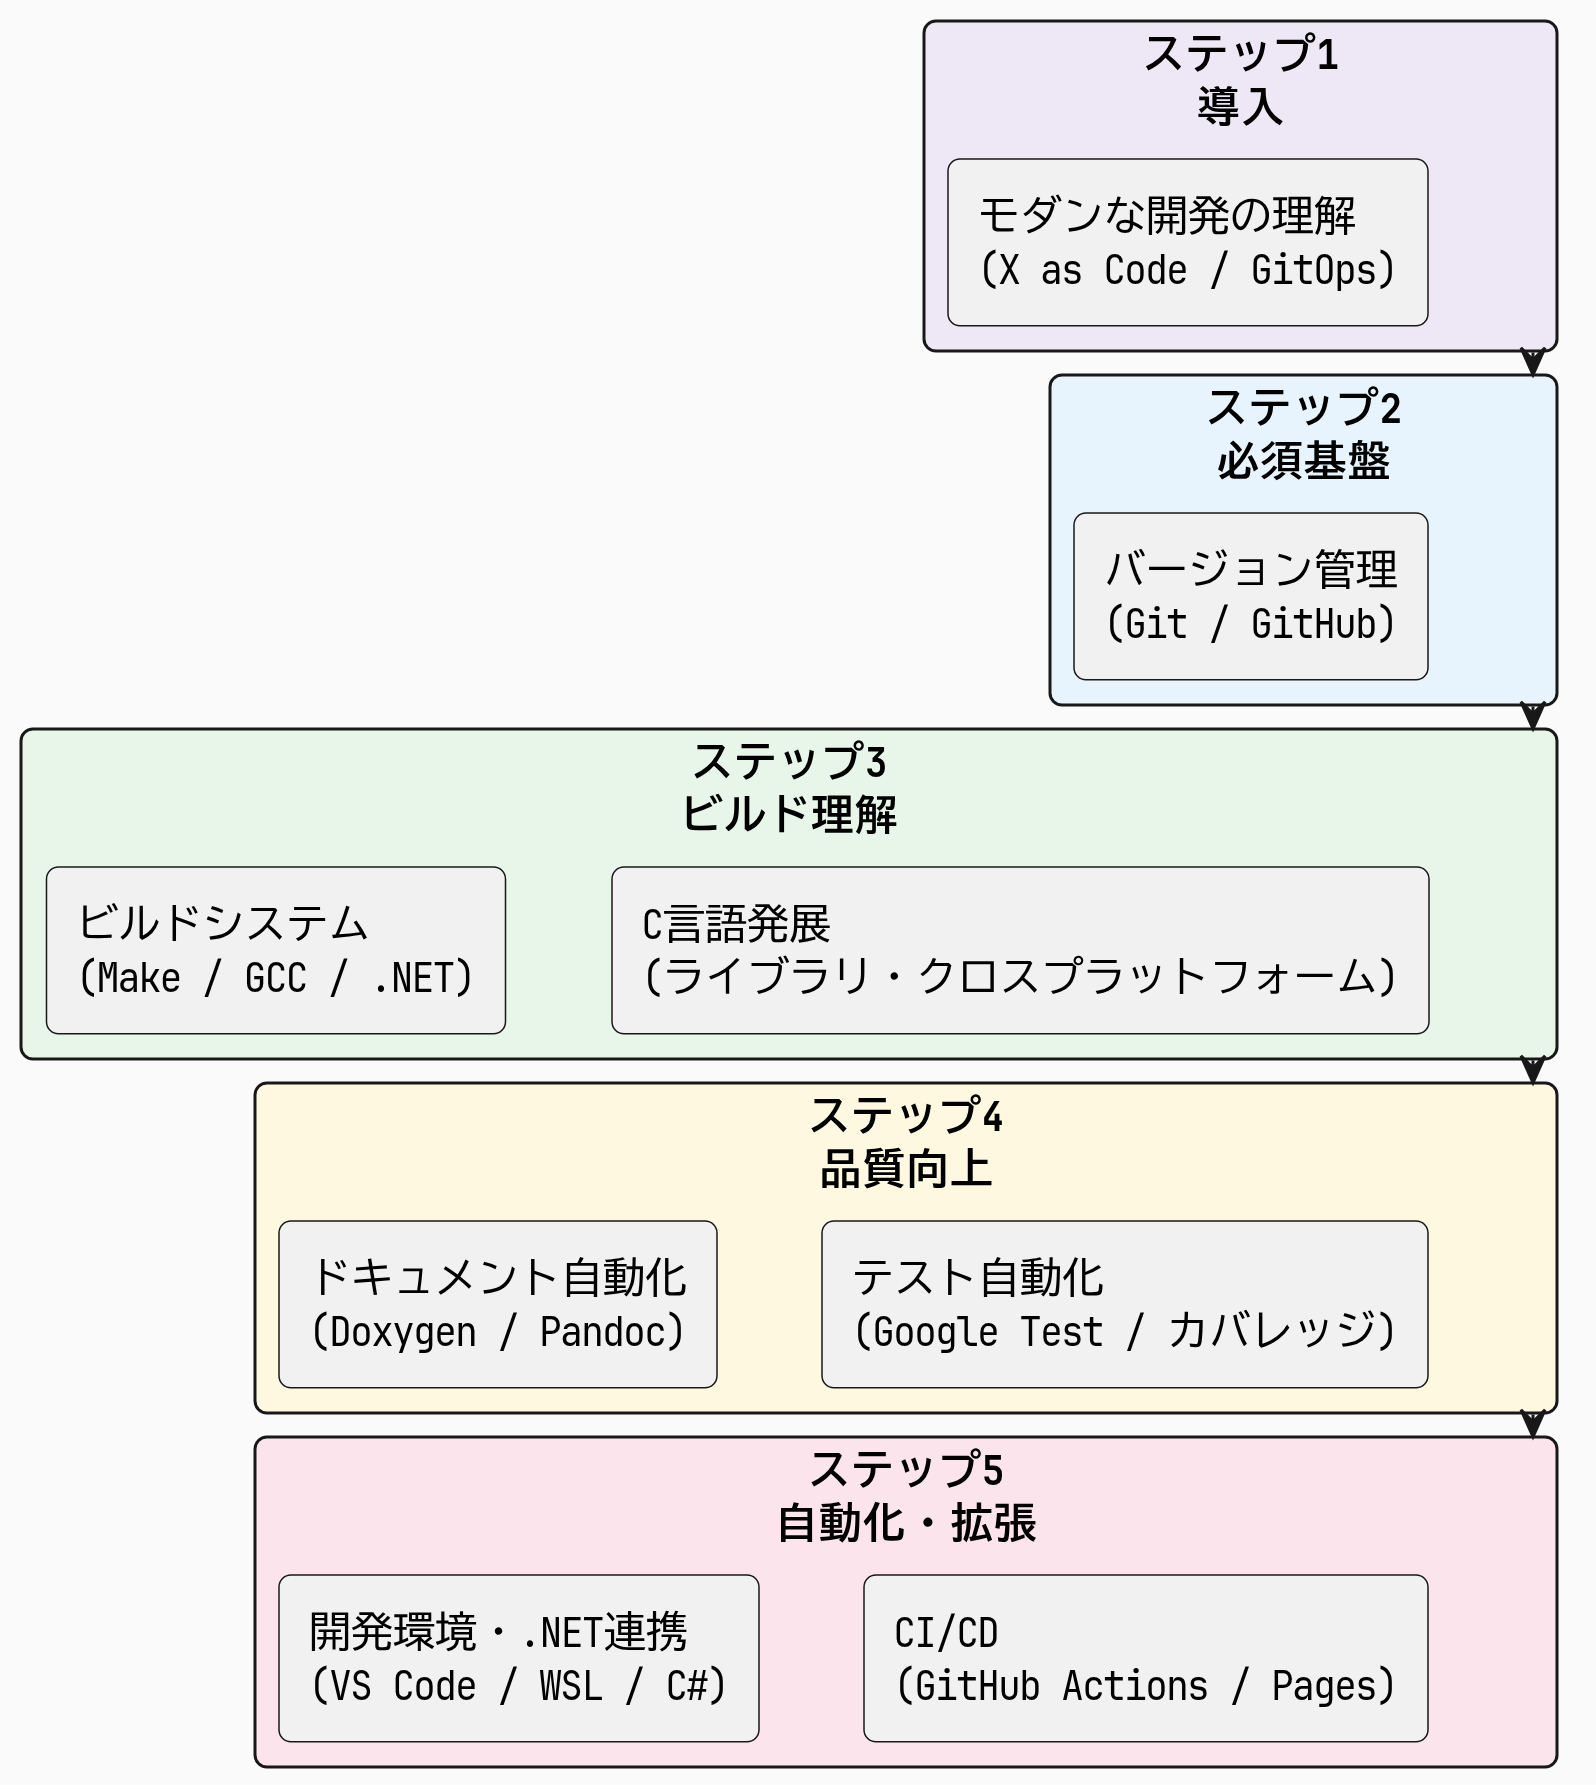 ステップ1
導入
モダンな開発の理解
(X as Code / GitOps)
ステップ2
必須基盤
バージョン管理
(Git / GitHub)
ステップ3
ビルド理解
ビルドシステム
(Make / GCC / .NET)
C言語発展
(ライブラリ・クロスプラットフォーム)
ステップ4
品質向上
ドキュメント自動化
(Doxygen / Pandoc)
テスト自動化
(Google Test / カバレッジ)
ステップ5
自動化・拡張
開発環境・.NET連携
(VS Code / WSL / C#)
CI/CD
(GitHub Actions / Pages)